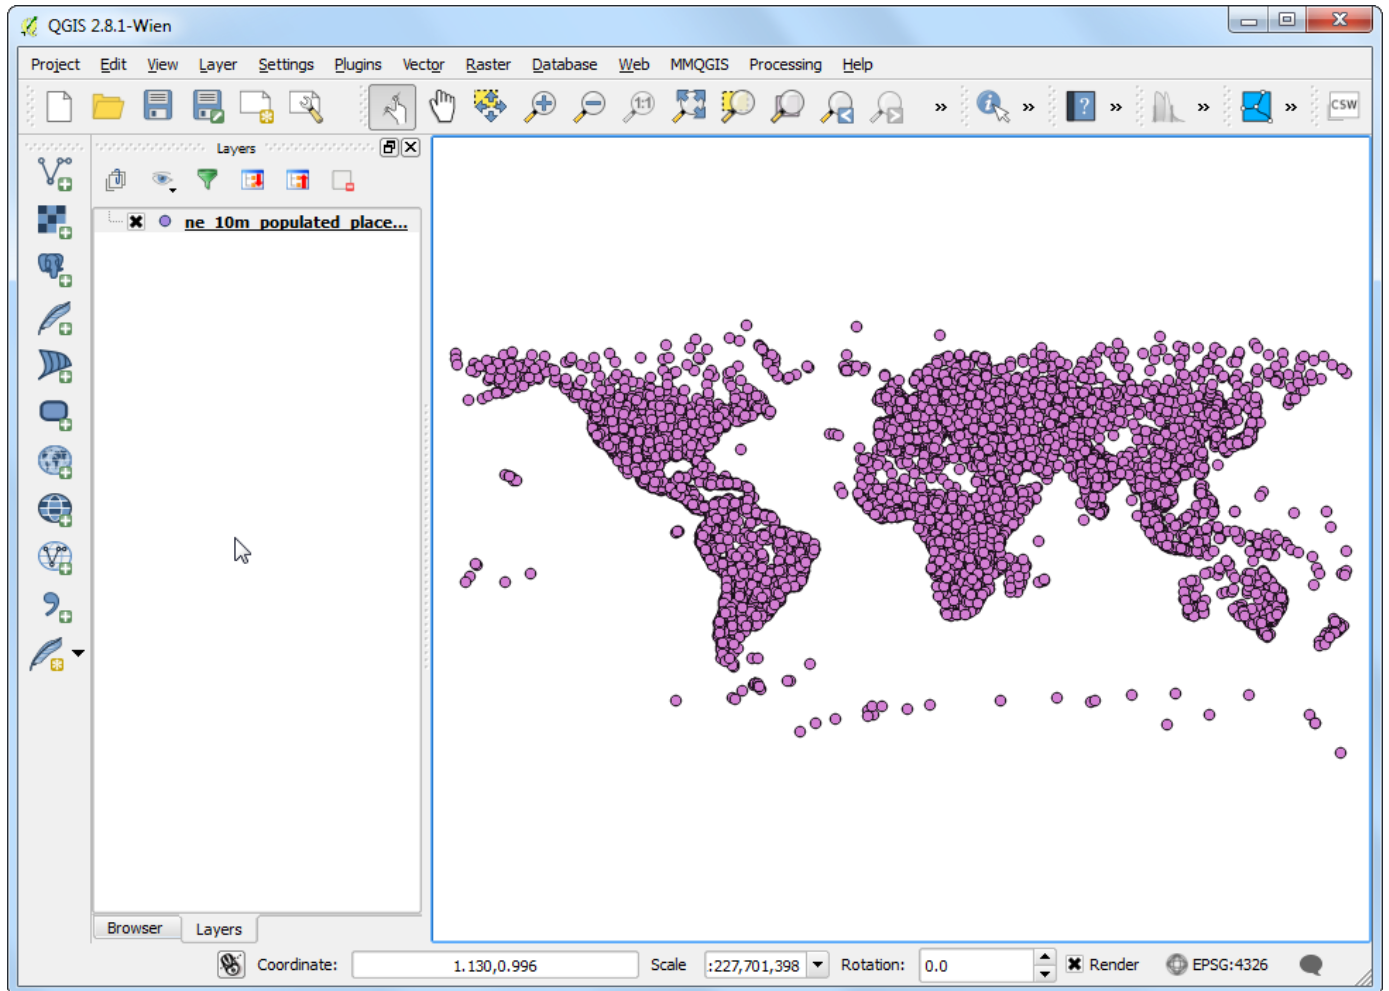 QGIS 2.8.1-Wien
Project Edit View Layer Settings Plugins Vector Raster Database Web MMQGIS Processing Help
1:1
?
CSW
Layers
ne_10m_populated_place...
Browser Layers
Coordinate: 1.130,0.996 Scale :227,701,398 Rotation: 0.0 Render EPSG:4326